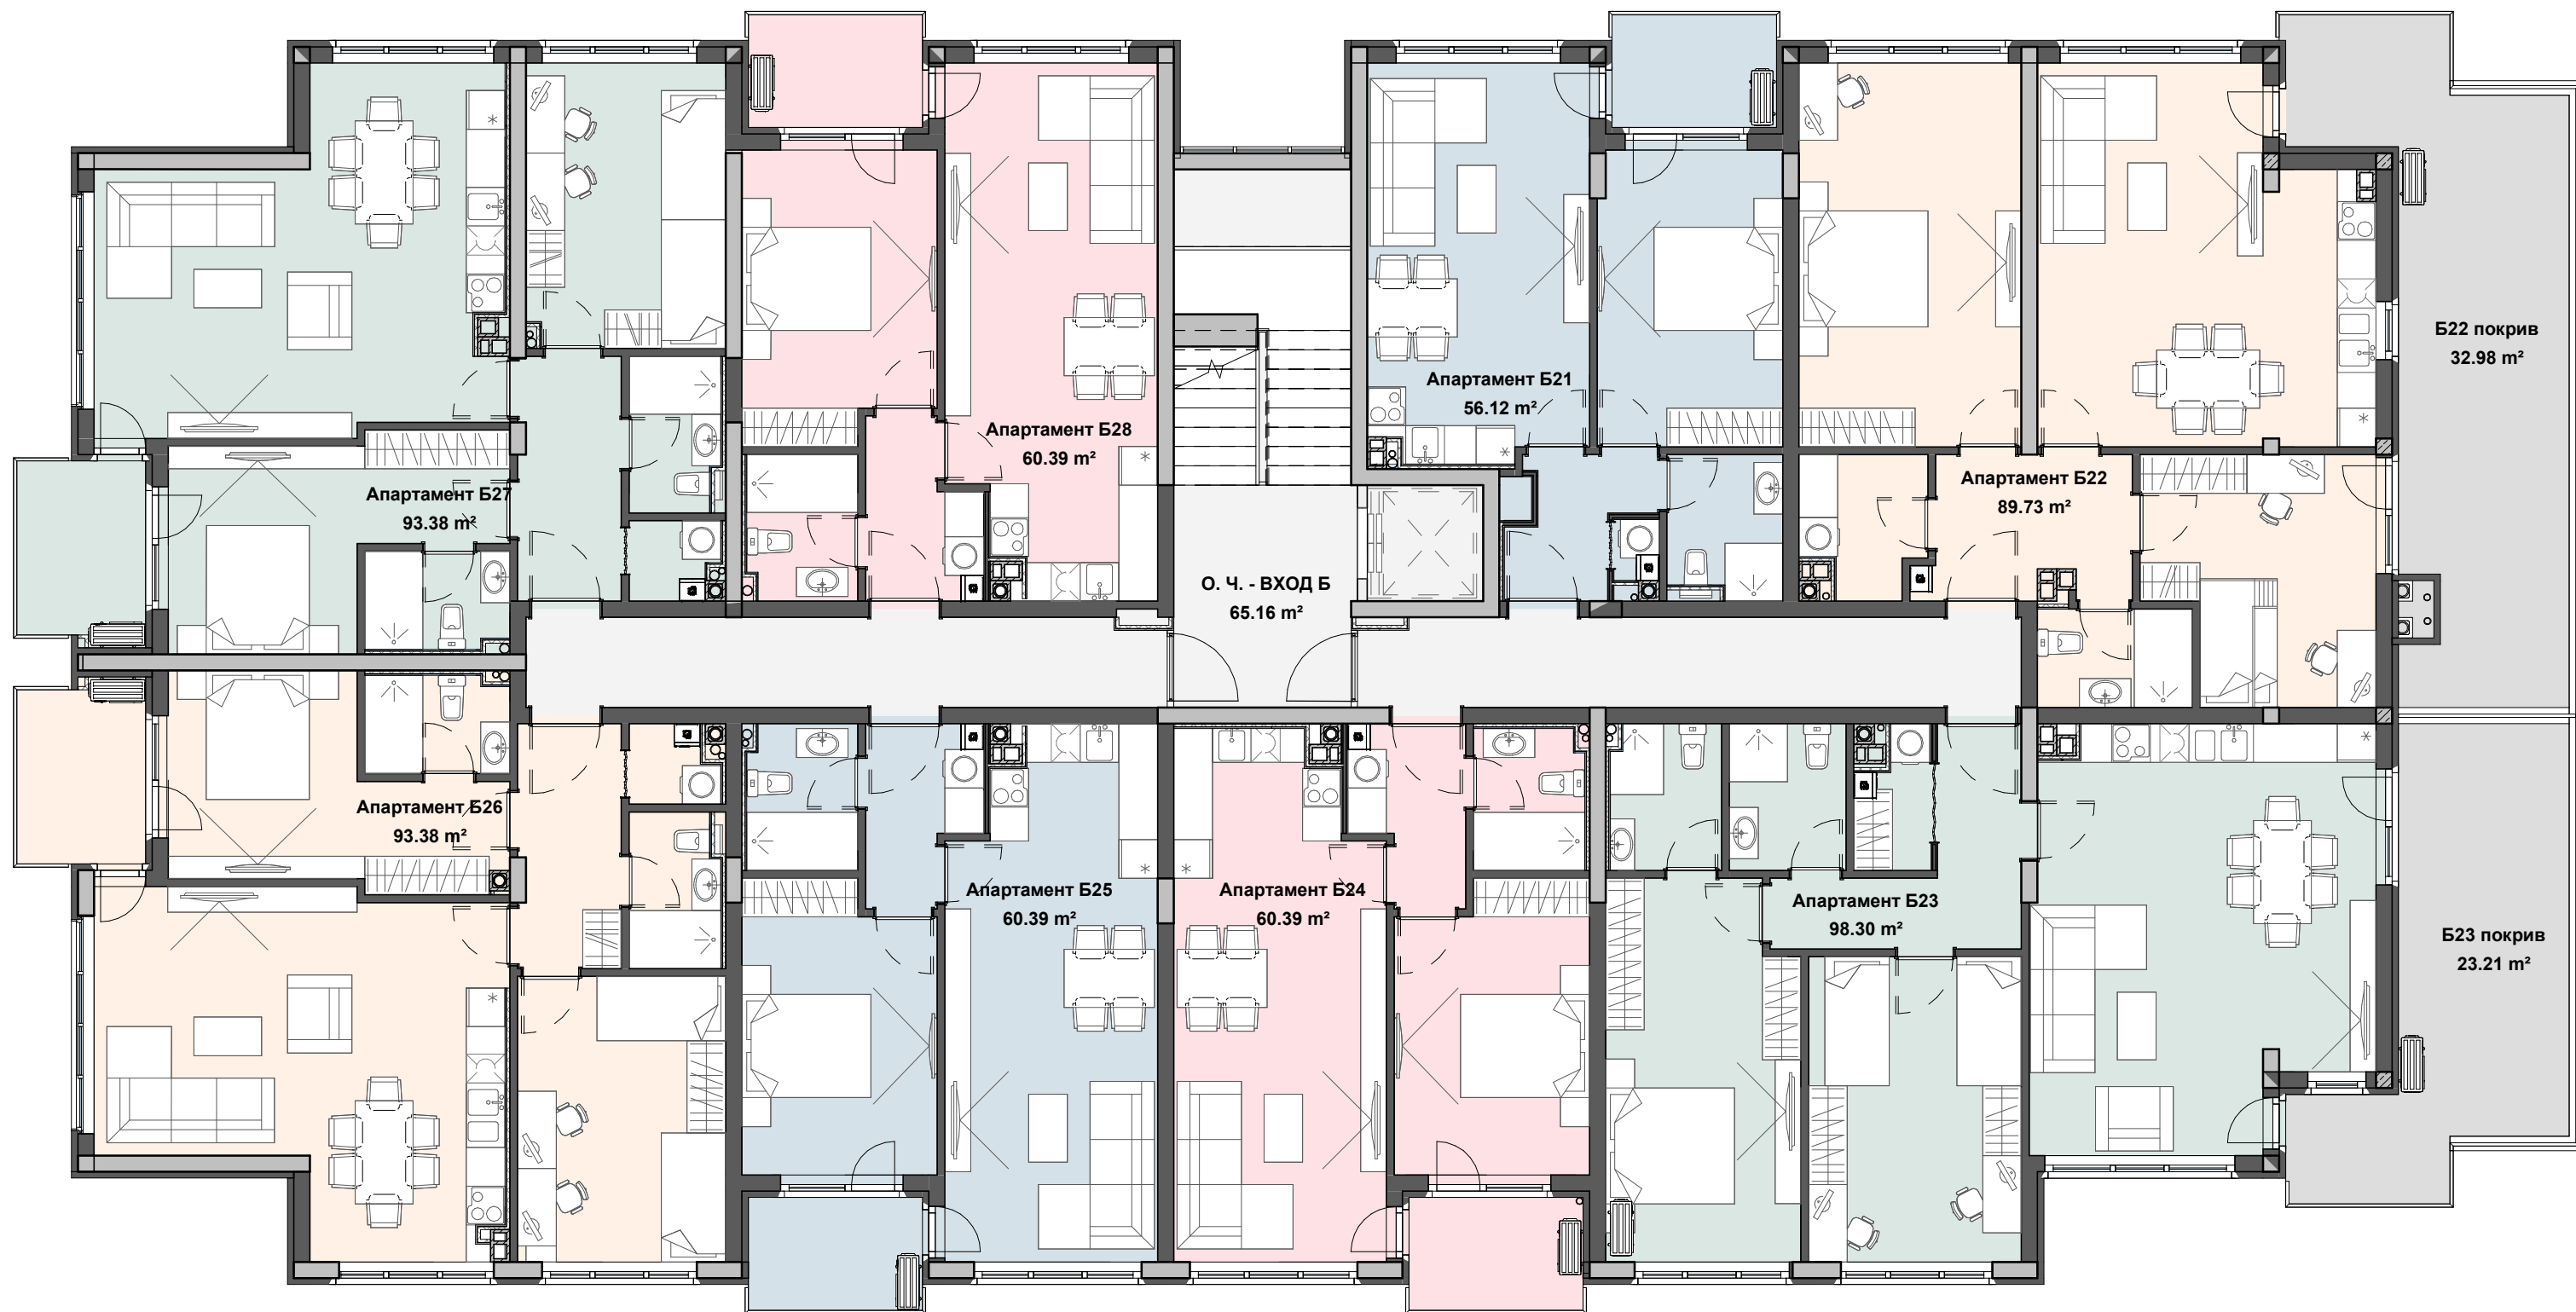 Б22 покрив
32.98 m²
Апартамент Б21
56.12 m²
Апартамент Б28
60.39 m²
Апартамент Б22
89.73 m²
Апартамент Б27
93.38 m²
О. Ч. - ВХОД Б
65.16 m²
Апартамент Б26
93.38 m²
Апартамент Б25
60.39 m²
Апартамент Б24
60.39 m²
Апартамент Б23
98.30 m²
Б23 покрив
23.21 m²